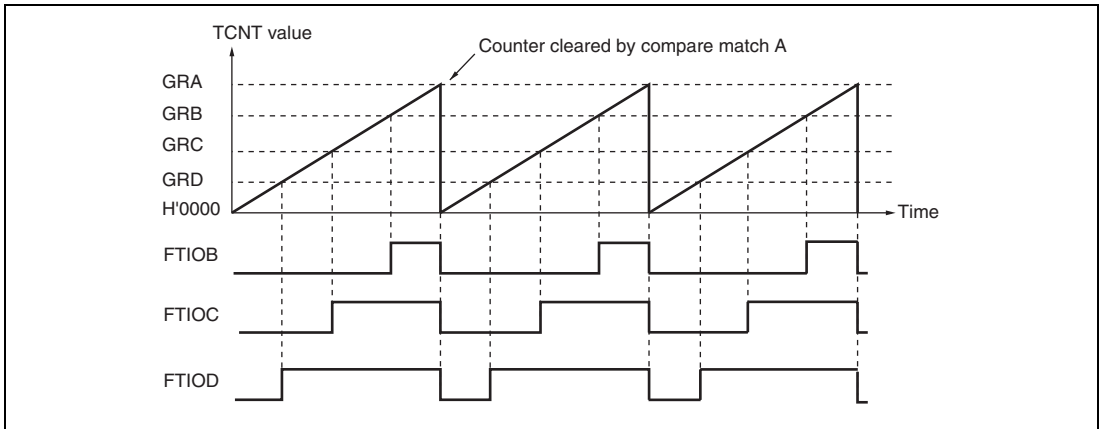 TCNT value
Counter cleared by compare match A
GRA
GRB
GRC
GRD
H'0000
Time
FTIOB
FTIOC
FTIOD